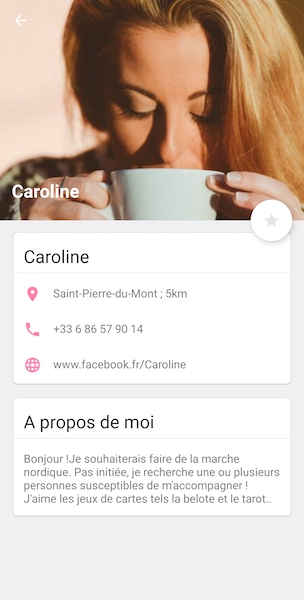 Caroline
Caroline
Saint-Pierre-du-Mont ; 5km
+33 6 86 57 90 14
www.facebook.fr/Caroline
A propos de moi
Bonjour !Je souhaiterais faire de la marche
nordique. Pas initiée, je recherche une ou plusieurs
personnes susceptibles de m'accompagner !
J'aime les jeux de cartes tels la belote et le tarot..